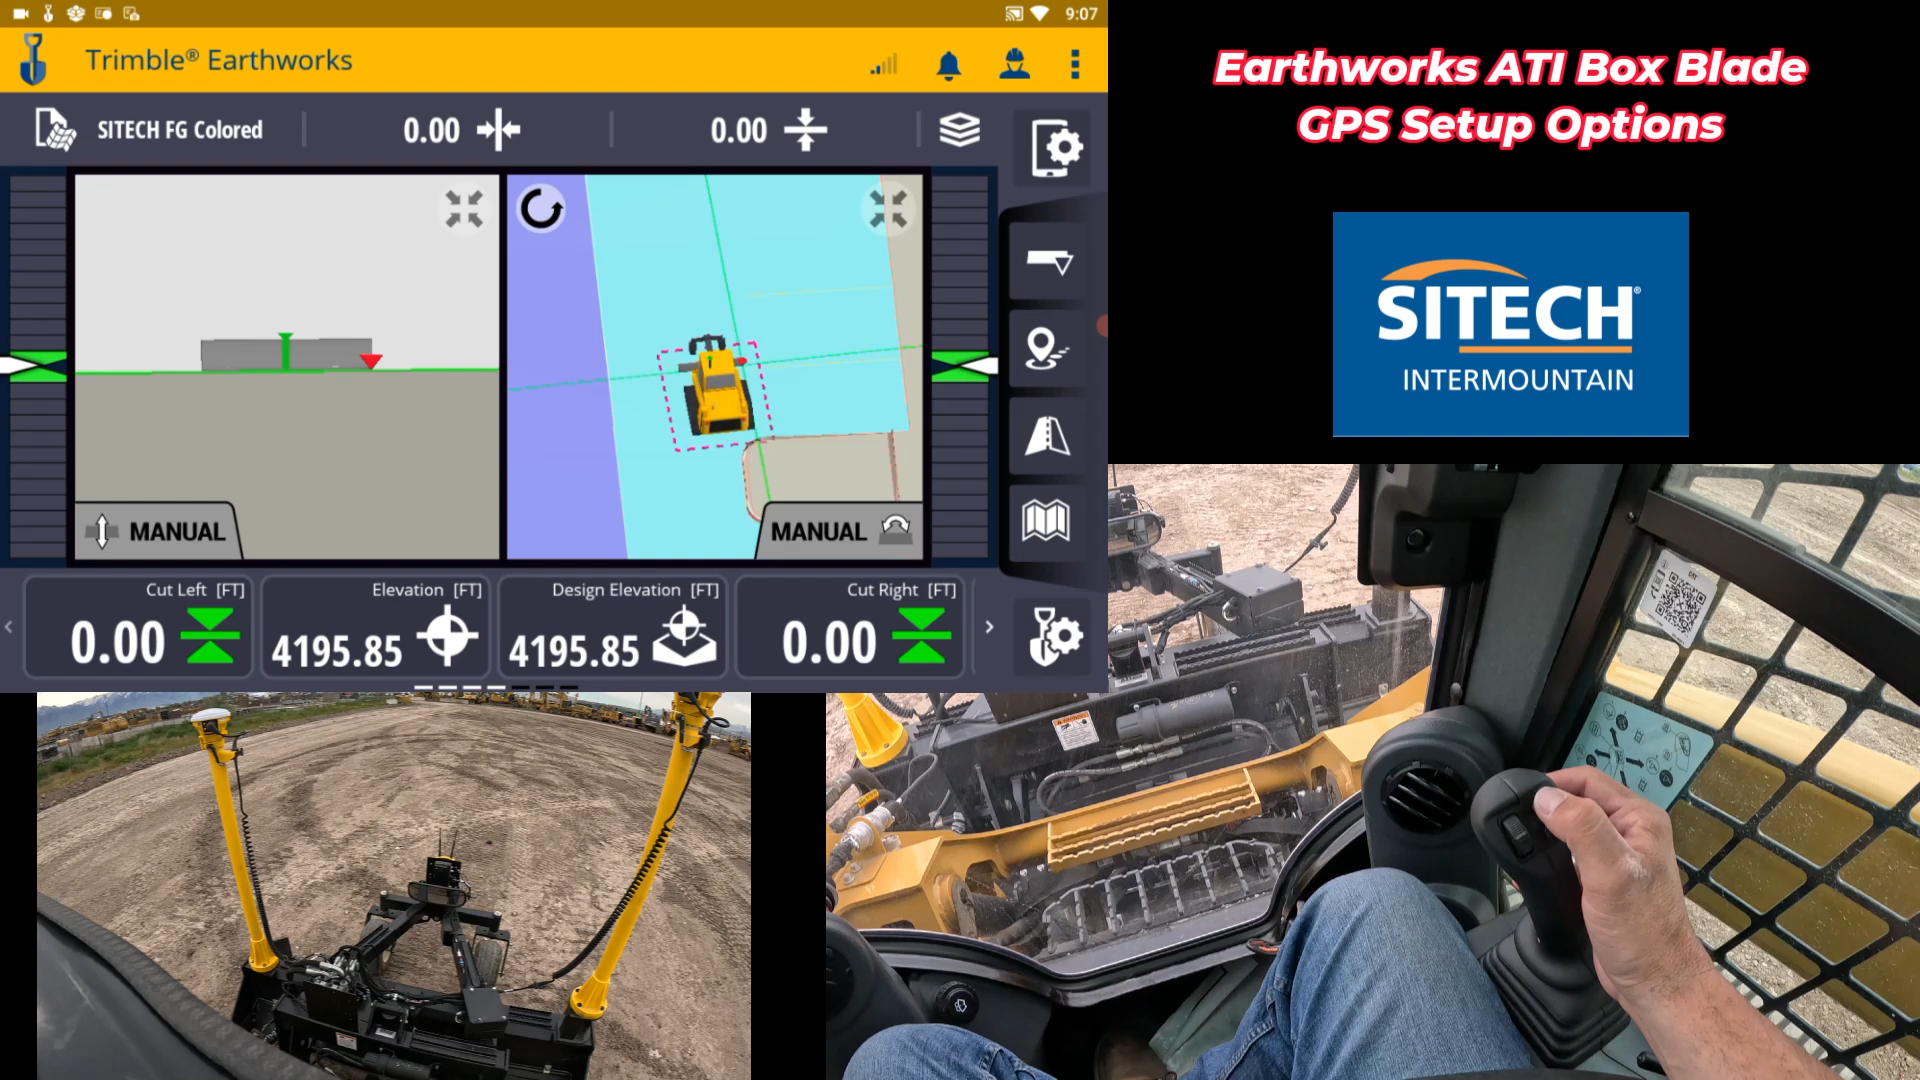 9:07
Trimble® Earthworks
SITECH FG Colored
0.00
0.00
MANUAL
MANUAL
Cut Left [FT]
0.00
Elevation [FT]
4195.85
Design Elevation [FT]
4195.85
Cut Right [FT]
0.00
Earthworks ATI Box Blade
GPS Setup Options
SITECH®
INTERMOUNTAIN